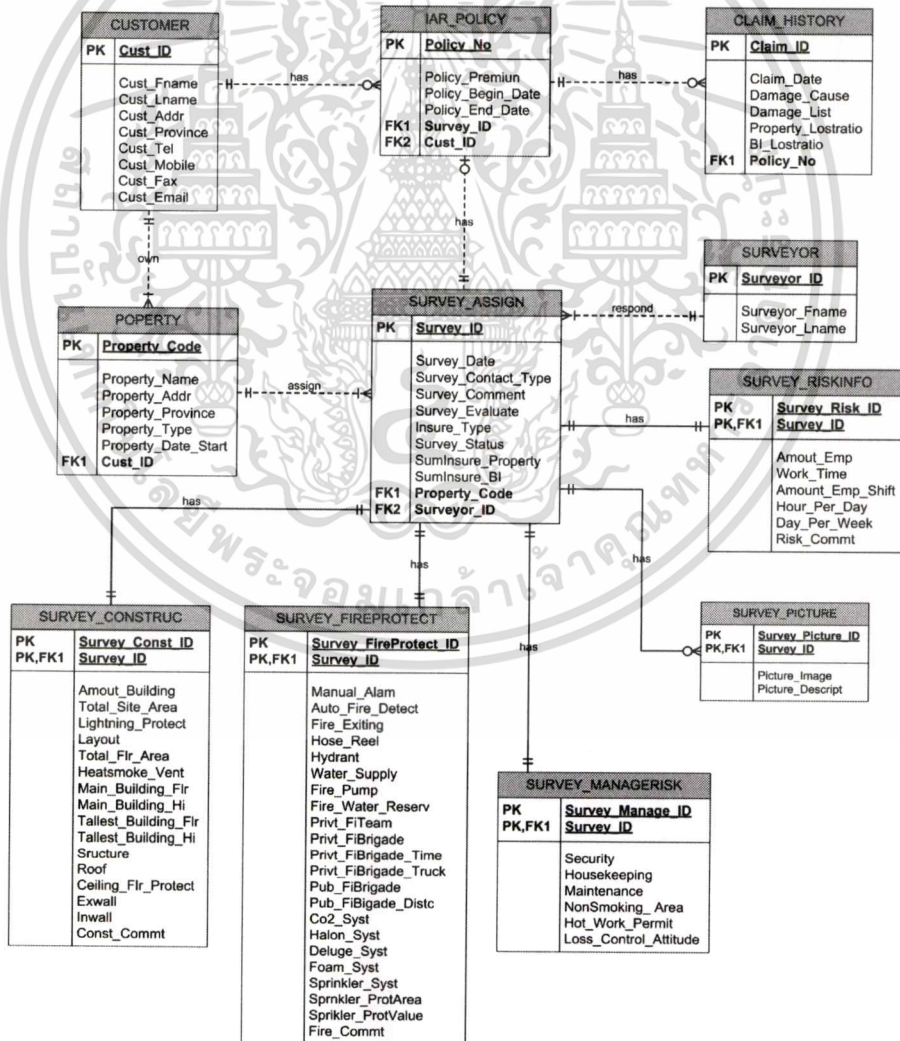 CUSTOMER
PK Cust_ID
Cust_Fname
Cust_Lname
Cust_Addr
Cust_Province
Cust_Tel
Cust_Mobile
Cust_Fax
Cust_Email
has
IAR_POLICY
PK Policy_No
Policy_Premiun
Policy_Begin_Date
Policy_End_Date
FK1 Survey_ID
FK2 Cust_ID
has
CLAIM_HISTORY
PK Claim_ID
Claim_Date
Damage_Cause
Damage_List
Property_Lostratio
BI_Lostratio
FK1 Policy_No
own
has
POPERTY
PK Property_Code
Property_Name
Property_Addr
Property_Province
Property_Type
Property_Date_Start
FK1 Cust_ID
assign
SURVEY_ASSIGN
PK Survey_ID
Survey_Date
Survey_Contact_Type
Survey_Comment
Survey_Evaluate
Insure_Type
Survey_Status
SumInsure_Property
SumInsure_BI
FK1 Property_Code
FK2 Surveyor_ID
respond
SURVEYOR
PK Surveyor_ID
Surveyor_Fname
Surveyor_Lname
has
SURVEY_RISKINFO
PK Survey_Risk_ID
PK,FK1 Survey_ID
Amout_Emp
Work_Time
Amount_Emp_Shift
Hour_Per_Day
Day_Per_Week
Risk_Commt
has
has
has
has
SURVEY_CONSTRUC
PK Survey_Const_ID
PK,FK1 Survey_ID
Amout_Building
Total_Site_Area
Lightning_Protect
Layout
Total_Flr_Area
Heatsmoke_Vent
Main_Building_Flr
Main_Building_Hi
Tallest_Building_Flr
Tallest_Building_Hi
Sructure
Roof
Ceiling_Flr_Protect
Exwall
Inwall
Const_Commt
SURVEY_FIREPROTECT
PK Survey_FireProtect_ID
PK,FK1 Survey_ID
Manual_Alam
Auto_Fire_Detect
Fire_Exiting
Hose_Reel
Hydrant
Water_Supply
Fire_Pump
Fire_Water_Reserv
Privt_FiTeam
Privt_FiBrigade
Privt_FiBrigade_Time
Privt_FiBrigade_Truck
Pub_FiBrigade
Pub_FiBigade_Distc
Co2_Syst
Halon_Syst
Deluge_Syst
Foam_Syst
Sprinkler_Syst
Sprnkler_ProtArea
Sprikler_ProtValue
Fire_Commt
SURVEY_PICTURE
PK Survey_Picture_ID
PK,FK1 Survey_ID
Picture_Image
Picture_Descript
SURVEY_MANAGERISK
PK Survey_Manage_ID
PK,FK1 Survey_ID
Security
Housekeeping
Maintenance
NonSmoking_ Area
Hot_Work_Permit
Loss_Control_Attitude